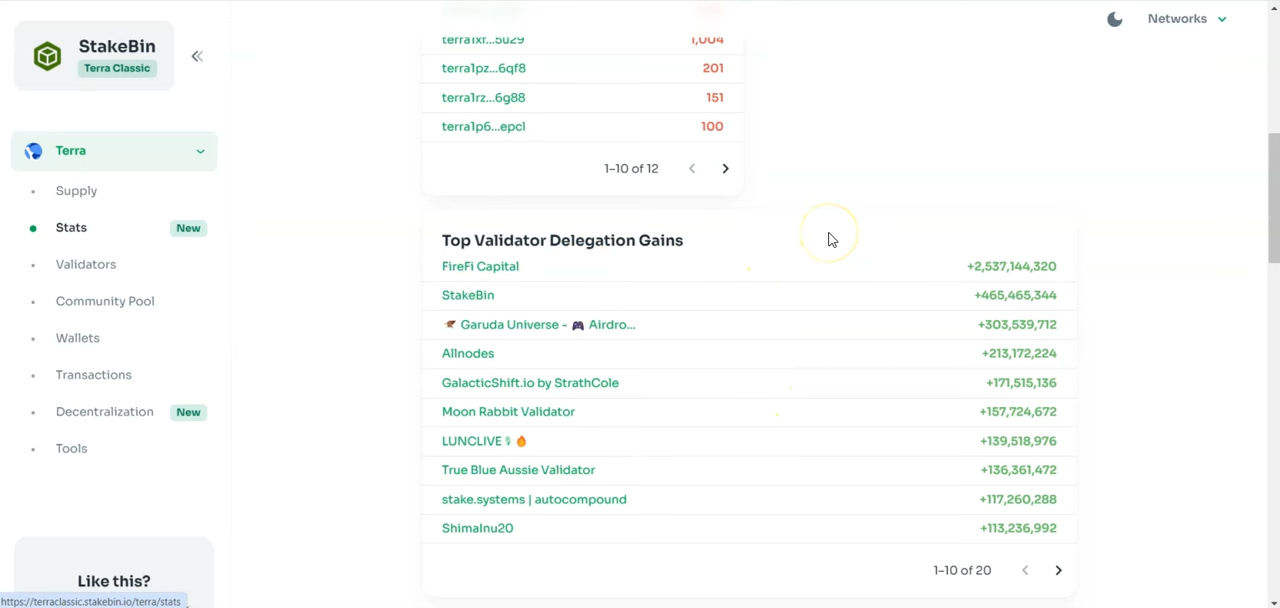 StakeBin
Terra Classic
Networks
Terra
Supply
Stats New
Validators
Community Pool
Wallets
Transactions
Decentralization New
Tools
Like this?
https://terraclassic.stakebin.io/terra/stats
terra1xr...5u29 1,004
terra1pz...6qf8 201
terra1rz...6g88 151
terra1p6...epcl 100
1–10 of 12
Top Validator Delegation Gains
FireFi Capital +2,537,144,320
StakeBin +465,465,344
Garuda Universe - 🎮 Airdro... +303,539,712
Allnodes +213,172,224
GalacticShift.io by StrathCole +171,515,136
Moon Rabbit Validator +157,724,672
LUNCLIVE +139,518,976
True Blue Aussie Validator +136,361,472
stake.systems | autocompound +117,260,288
ShimaInu20 +113,236,992
1–10 of 20